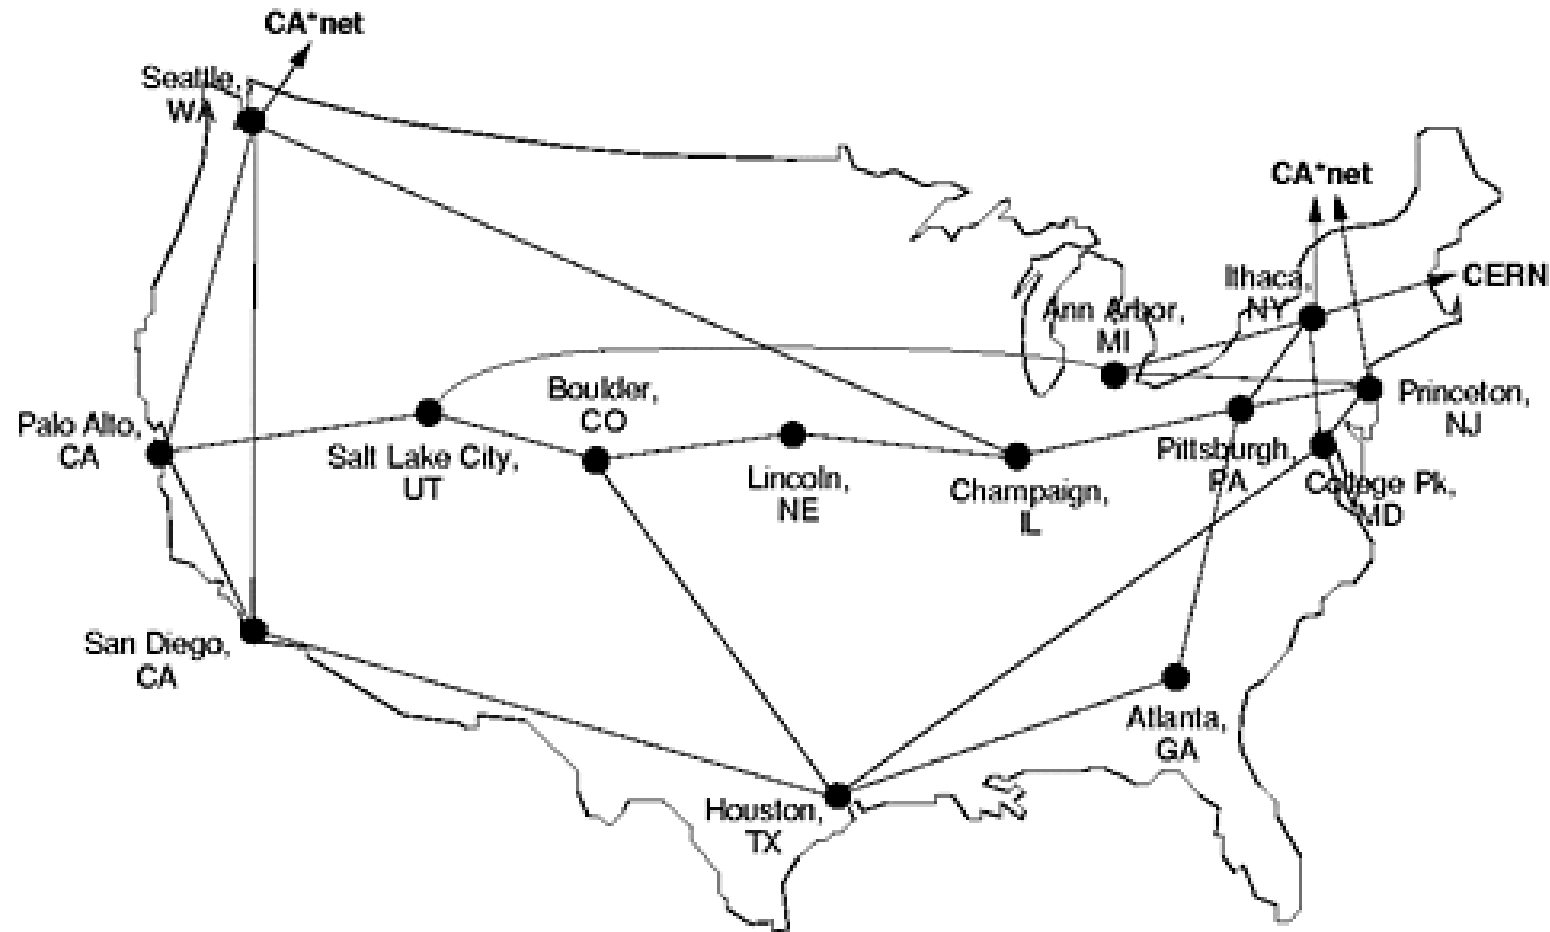 CA*net
Seattle,
WA
CA*net
Ithaca,
NY
CERN
Ann Arbor,
MI
Boulder,
CO
Princeton,
NJ
Palo Alto,
CA
Salt Lake City,
UT
Lincoln,
NE
Champaign,
IL
Pittsburgh,
PA
College Pk,
MD
San Diego,
CA
Atlanta,
GA
Houston,
TX